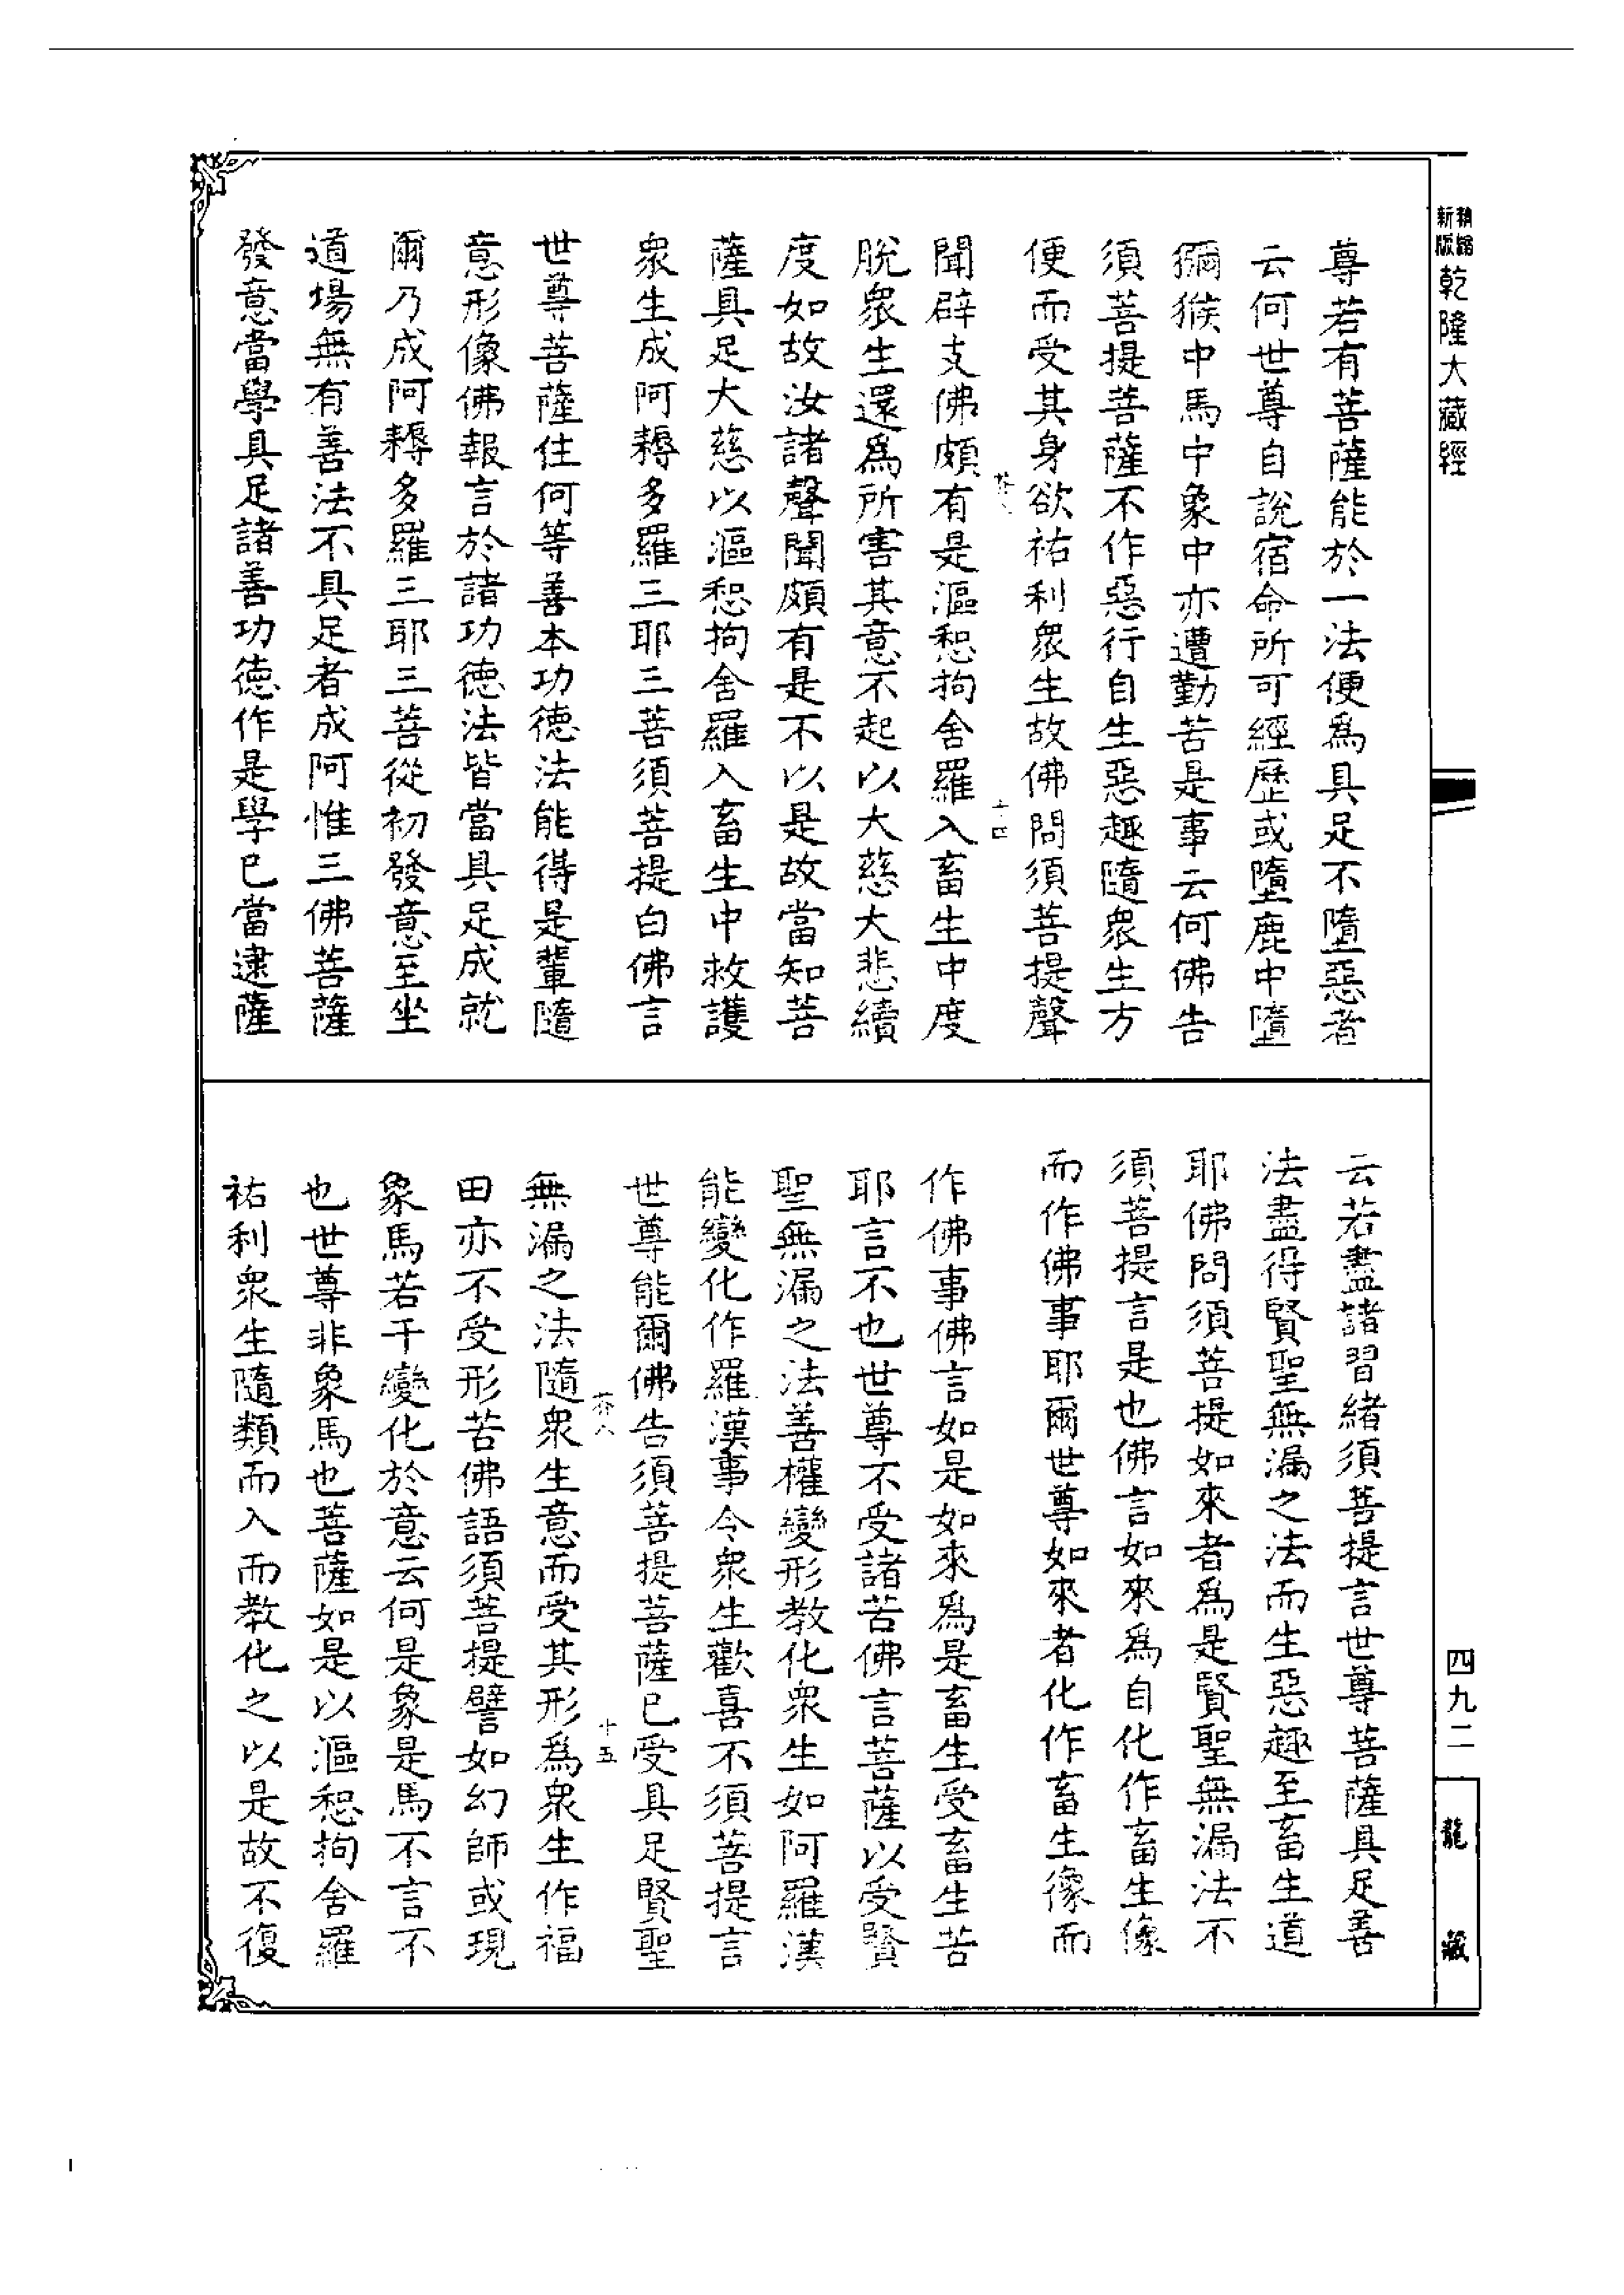 新版
精縮
乾隆大藏經
尊若有菩薩能於一法便爲具足不墮惡者
云何世尊自說宿命所可經歷或墮鹿中墮
獼猴中馬中象中亦遭勤苦是事云何佛告
須菩提菩薩不作惡行自生惡趣隨衆生方
便而受其身欲祐利衆生故佛問須菩提聲
十四
聞辟支佛頗有是漚惒拘舍羅入畜生中度
脫衆生還爲所害其意不起以大慈大悲續
度如故汝諸聲聞頗有是不以是故當知菩
薩具足大慈以漚惒拘舍羅入畜生中救護
衆生成阿耨多羅三耶三菩須菩提白佛言
世尊菩薩住何等善本功德法能得是輩隨
意形像佛報言於諸功德法皆當具足成就
爾乃成阿耨多羅三耶三菩從初發意至坐
道場無有善法不具足者成阿惟三佛菩薩
發意當學具足諸善功德作是學已當逮薩
云若盡諸習緒須菩提言世尊菩薩具足善
法盡得賢聖無漏之法而生惡趣至畜生道
耶佛問須菩提如來者爲是賢聖無漏法不
須菩提言是也佛言如來爲自化作畜生像
而作佛事耶爾世尊如來者化作畜生像而
作佛事佛言如是如來爲是畜生受畜生苦
耶言不也世尊不受諸苦佛言菩薩以受賢
聖無漏之法善權變形教化衆生如阿羅漢
能變化作羅漢事令衆生歡喜不須菩提言
世尊能爾佛告須菩提菩薩已受具足賢聖
十五
無漏之法隨衆生意而受其形爲衆生作福
田亦不受形苦佛語須菩提譬如幻師或現
象馬若干變化於意云何是象是馬不言不
也世尊非象馬也菩薩如是以漚惒拘舍羅
祐利衆生隨類而入而教化之以是故不復
四九二
龍藏